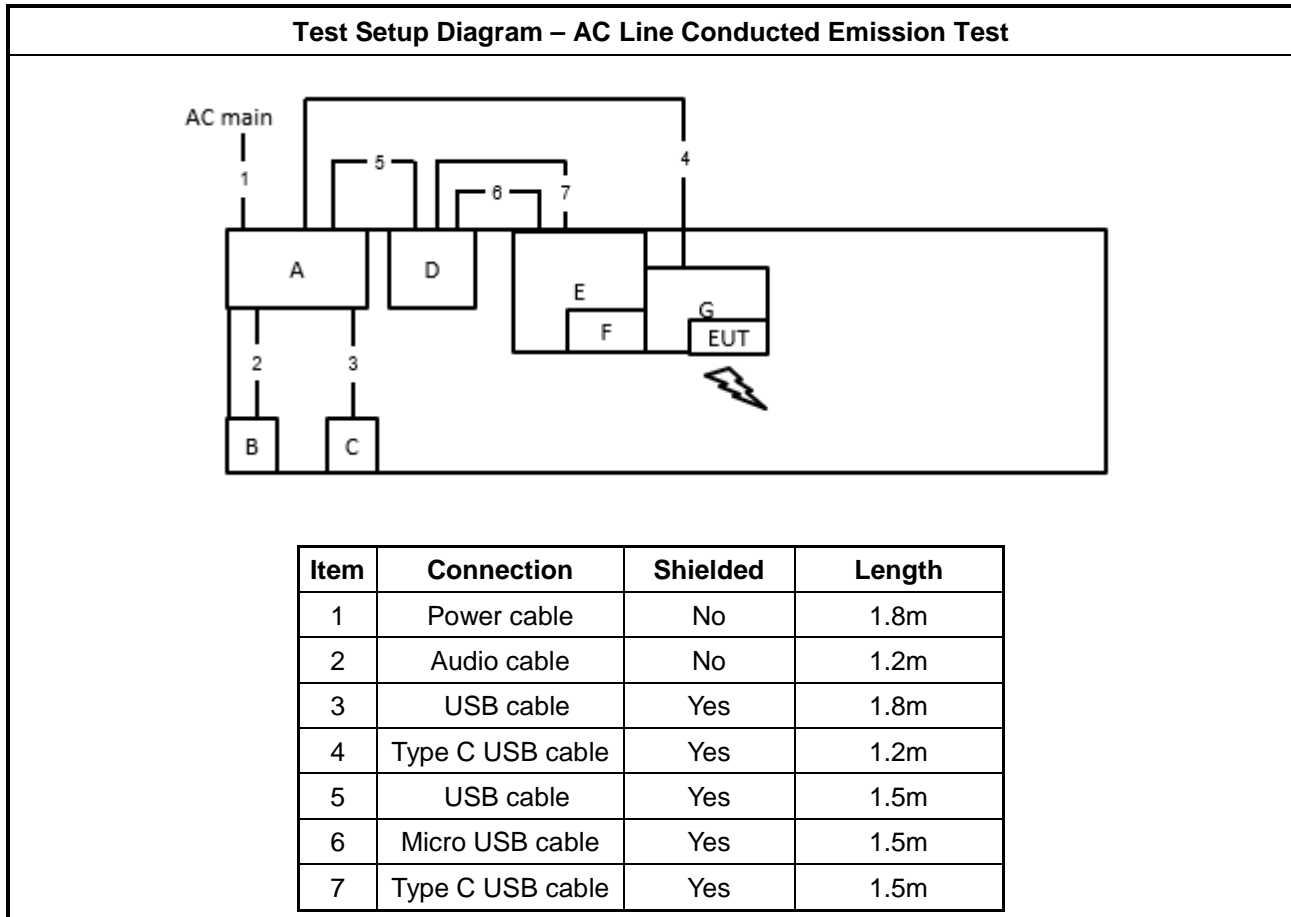 Test Setup Diagram – AC Line Conducted Emission Test
AC main
1
5
6
7
4
A
D
E
F
G
EUT
2
3
B
C
Item Connection Shielded Length
1 Power cable No 1.8m
2 Audio cable No 1.2m
3 USB cable Yes 1.8m
4 Type C USB cable Yes 1.2m
5 USB cable Yes 1.5m
6 Micro USB cable Yes 1.5m
7 Type C USB cable Yes 1.5m